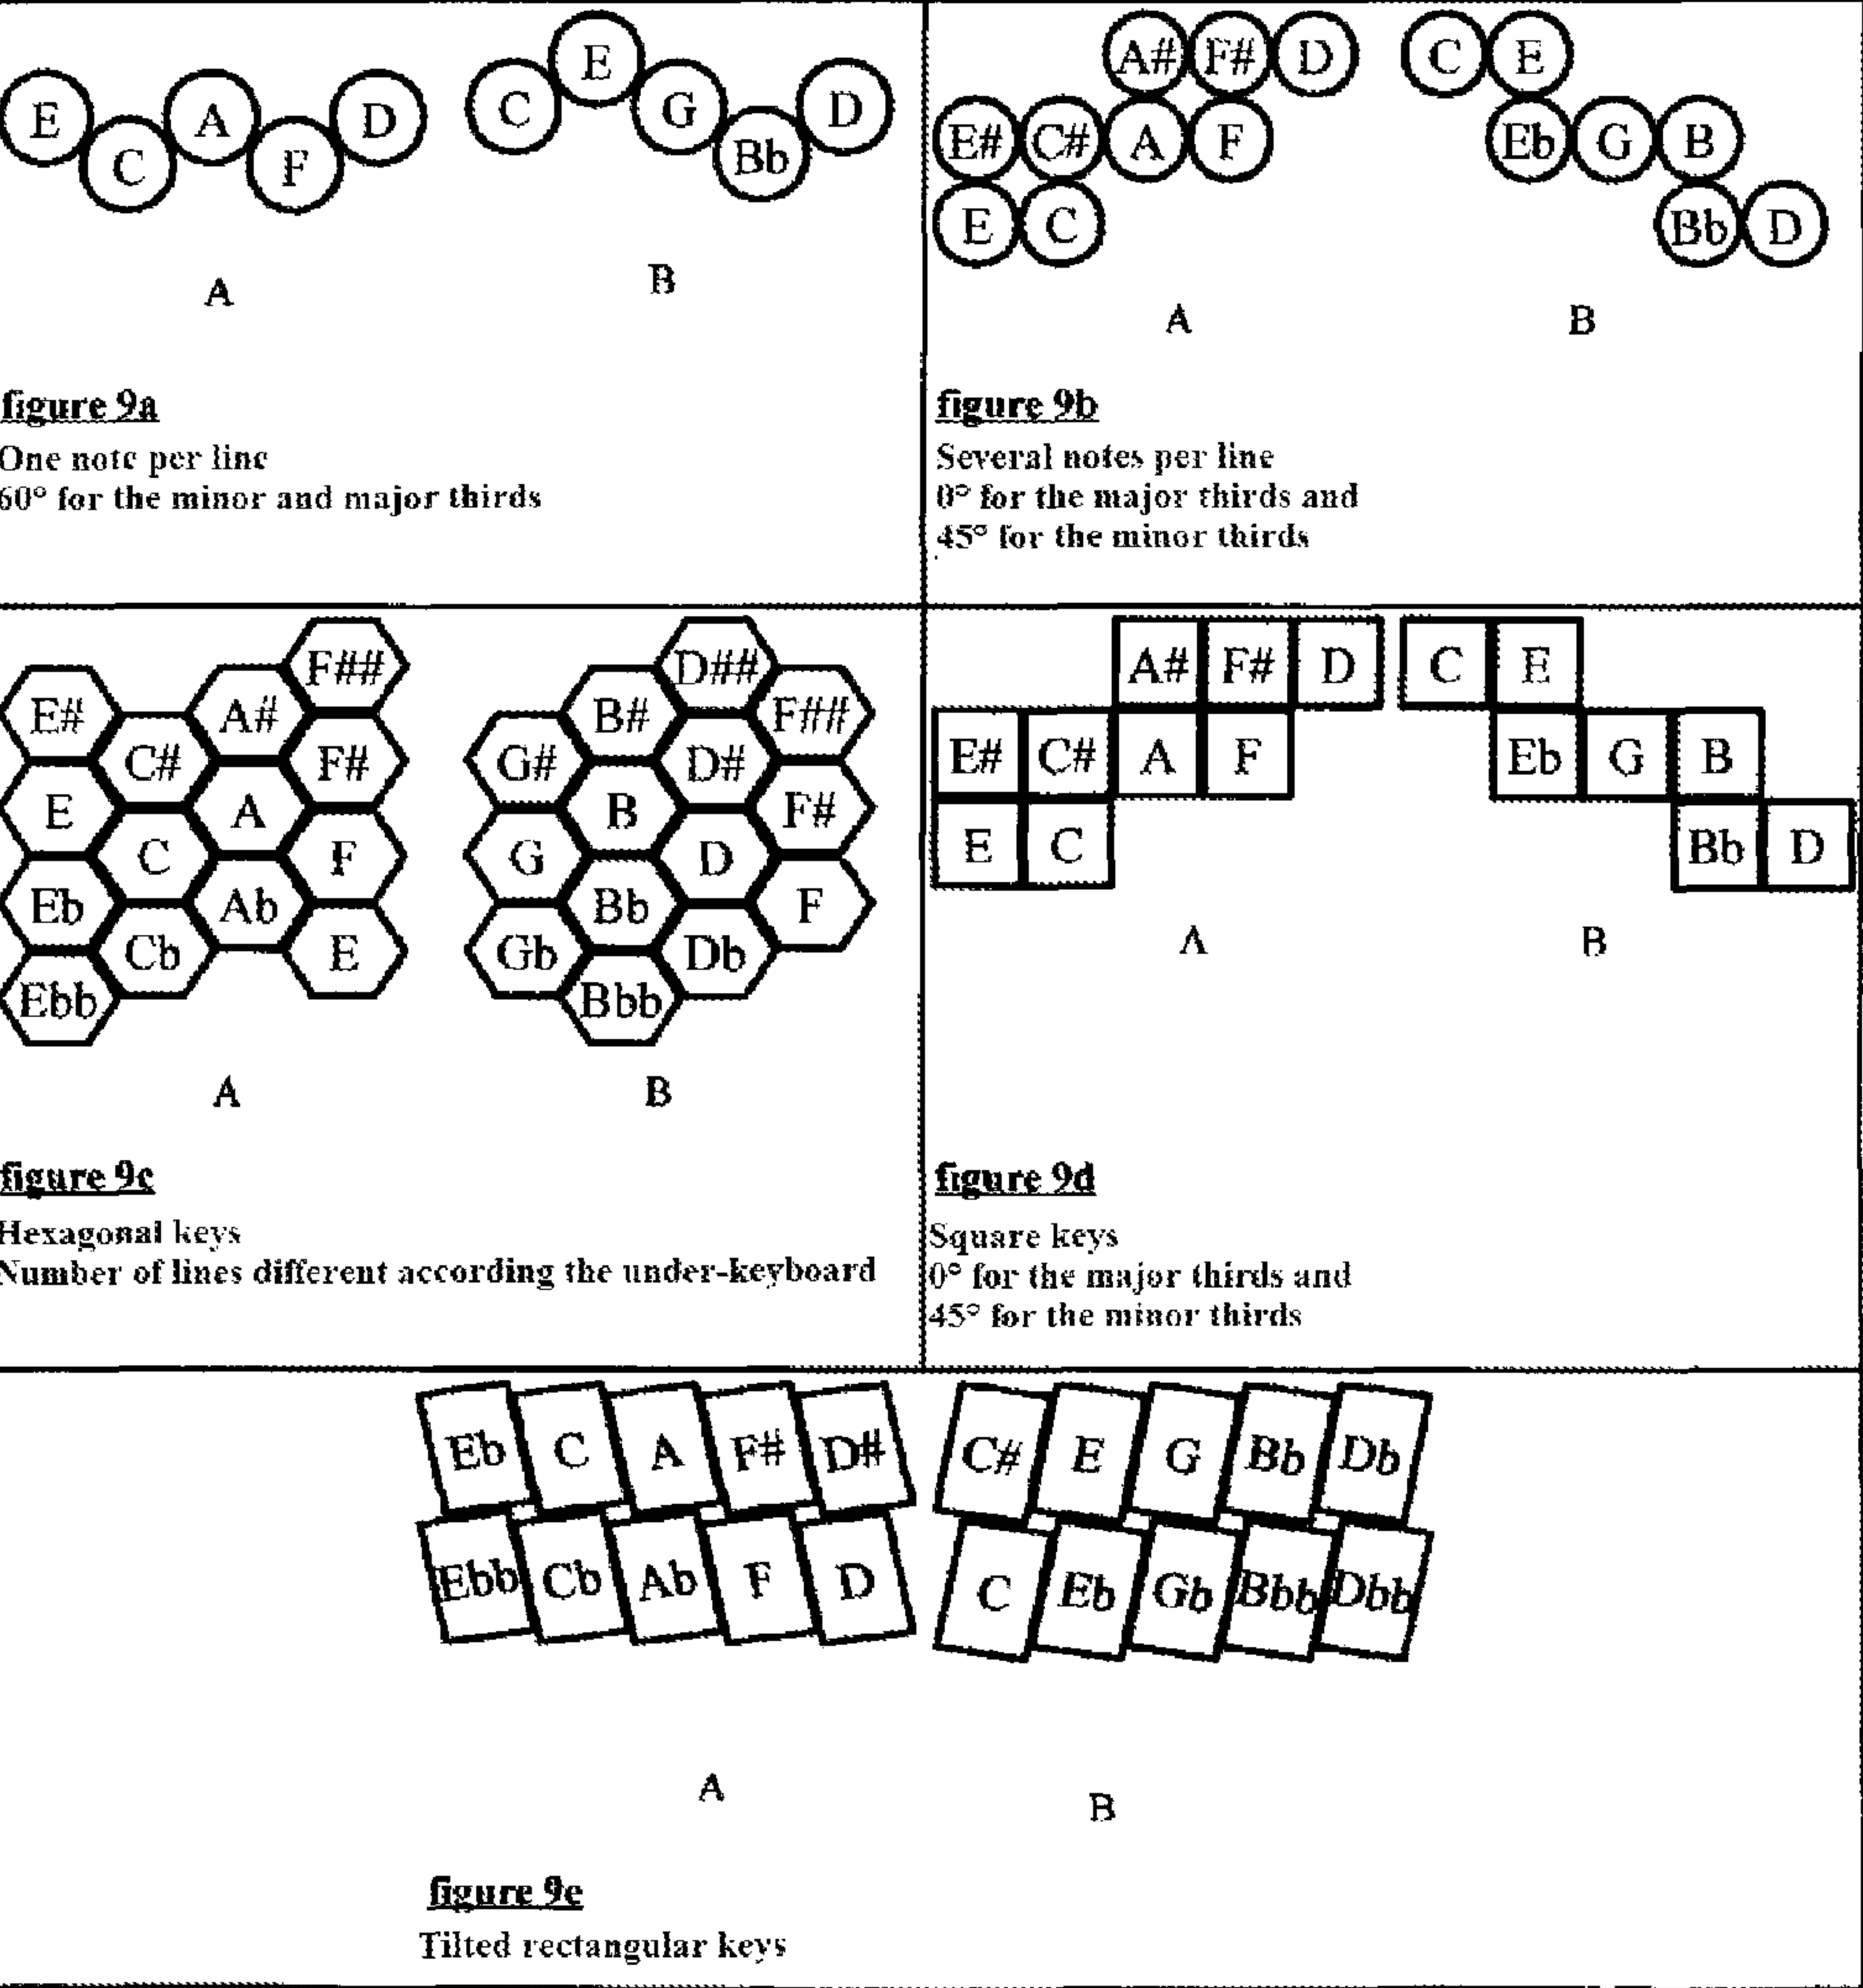 E C A F D
C E G Bb D
A B
figure 9a
One note per line
60° for the minor and major thirds
A# F# D
E# C# A F
E C
C E
Eb G B
Bb D
A B
figure 9b
Several notes per line
0° for the major thirds and
45° for the minor thirds
F##
E# A#
C# F#
E A
C F
Eb Ab
Cb E
Ebb
D##
B# F##
G# D#
B F#
G D
Bb F
Gb Db
Bbb
A B
figure 9c
Hexagonal keys
Number of lines different according the under-keyboard
A# F# D
E# C# A F
E C
C E
Eb G B
Bb D
A B
figure 9d
Square keys
0° for the major thirds and
45° for the minor thirds
Eb C A F# D#
Ebb Cb Ab F D
C# E G Bb Db
C Eb Gb Bbb Dbb
A B
figure 9e
Tilted rectangular keys